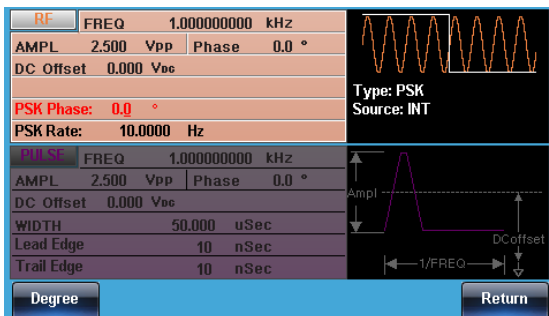 RF FREQ 1.000000000 kHz
AMPL 2.500 Vpp Phase 0.0 °
DC Offset 0.000 VDC
PSK Phase: 0.0 °
PSK Rate: 10.0000 Hz
Type: PSK
Source: INT
PULSE FREQ 1.000000000 kHz
AMPL 2.500 Vpp Phase 0.0 °
DC Offset 0.000 VDC
WIDTH 50.000 uSec
Lead Edge 10 nSec
Trail Edge 10 nSec
Ampl
DCoffset
1/FREQ
Degree
Return